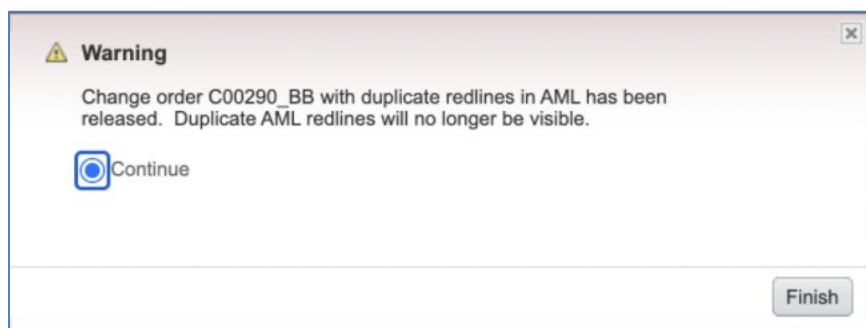 Warning
Change order C00290_BB with duplicate redlines in AML has been
released.  Duplicate AML redlines will no longer be visible.
Continue
Finish